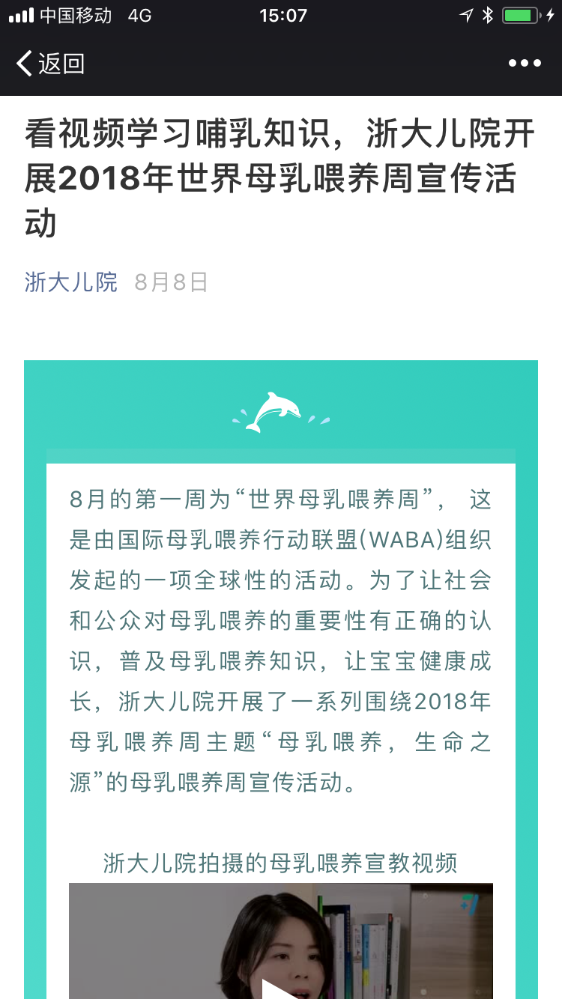 中国移动 4G 15:07
返回
看视频学习哺乳知识，浙大儿院开
展2018年世界母乳喂养周宣传活
动
浙大儿院 8月8日
8月的第一周为“世界母乳喂养周”， 这
是由国际母乳喂养行动联盟(WABA)组织
发起的一项全球性的活动。为了让社会
和公众对母乳喂养的重要性有正确的认
识，普及母乳喂养知识，让宝宝健康成
长，浙大儿院开展了一系列围绕2018年
母乳喂养周主题“母乳喂养，生命之
源”的母乳喂养周宣传活动。
浙大儿院拍摄的母乳喂养宣教视频